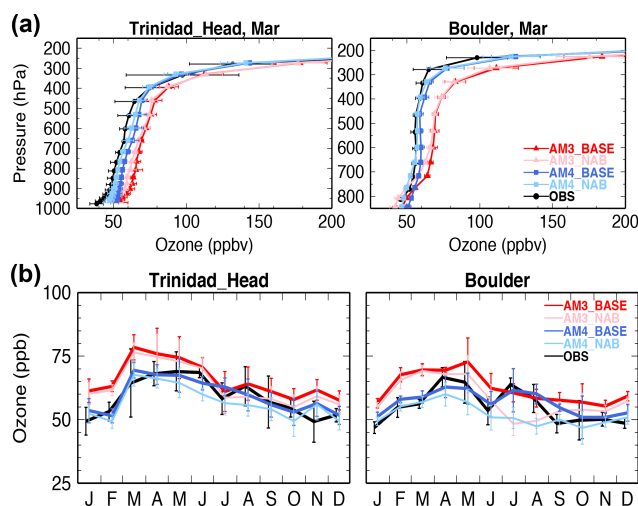 (a)
Trinidad_Head, Mar
Boulder, Mar
Pressure (hPa)
200
300
400
500
600
700
800
900
1000
50
100
150
200
Ozone (ppbv)
200
300
400
500
600
700
800
50
100
150
200
Ozone (ppbv)
AM3_BASE
AM3_NAB
AM4_BASE
AM4_NAB
OBS
(b)
Trinidad_Head
Boulder
Ozone (ppb)
100
75
50
25
J F M A M J J A S O N D
J F M A M J J A S O N D
AM3_BASE
AM3_NAB
AM4_BASE
AM4_NAB
OBS